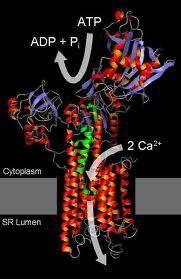 ATP
ADP + Pi
2 Ca²⁺
Cytoplasm
SR Lumen